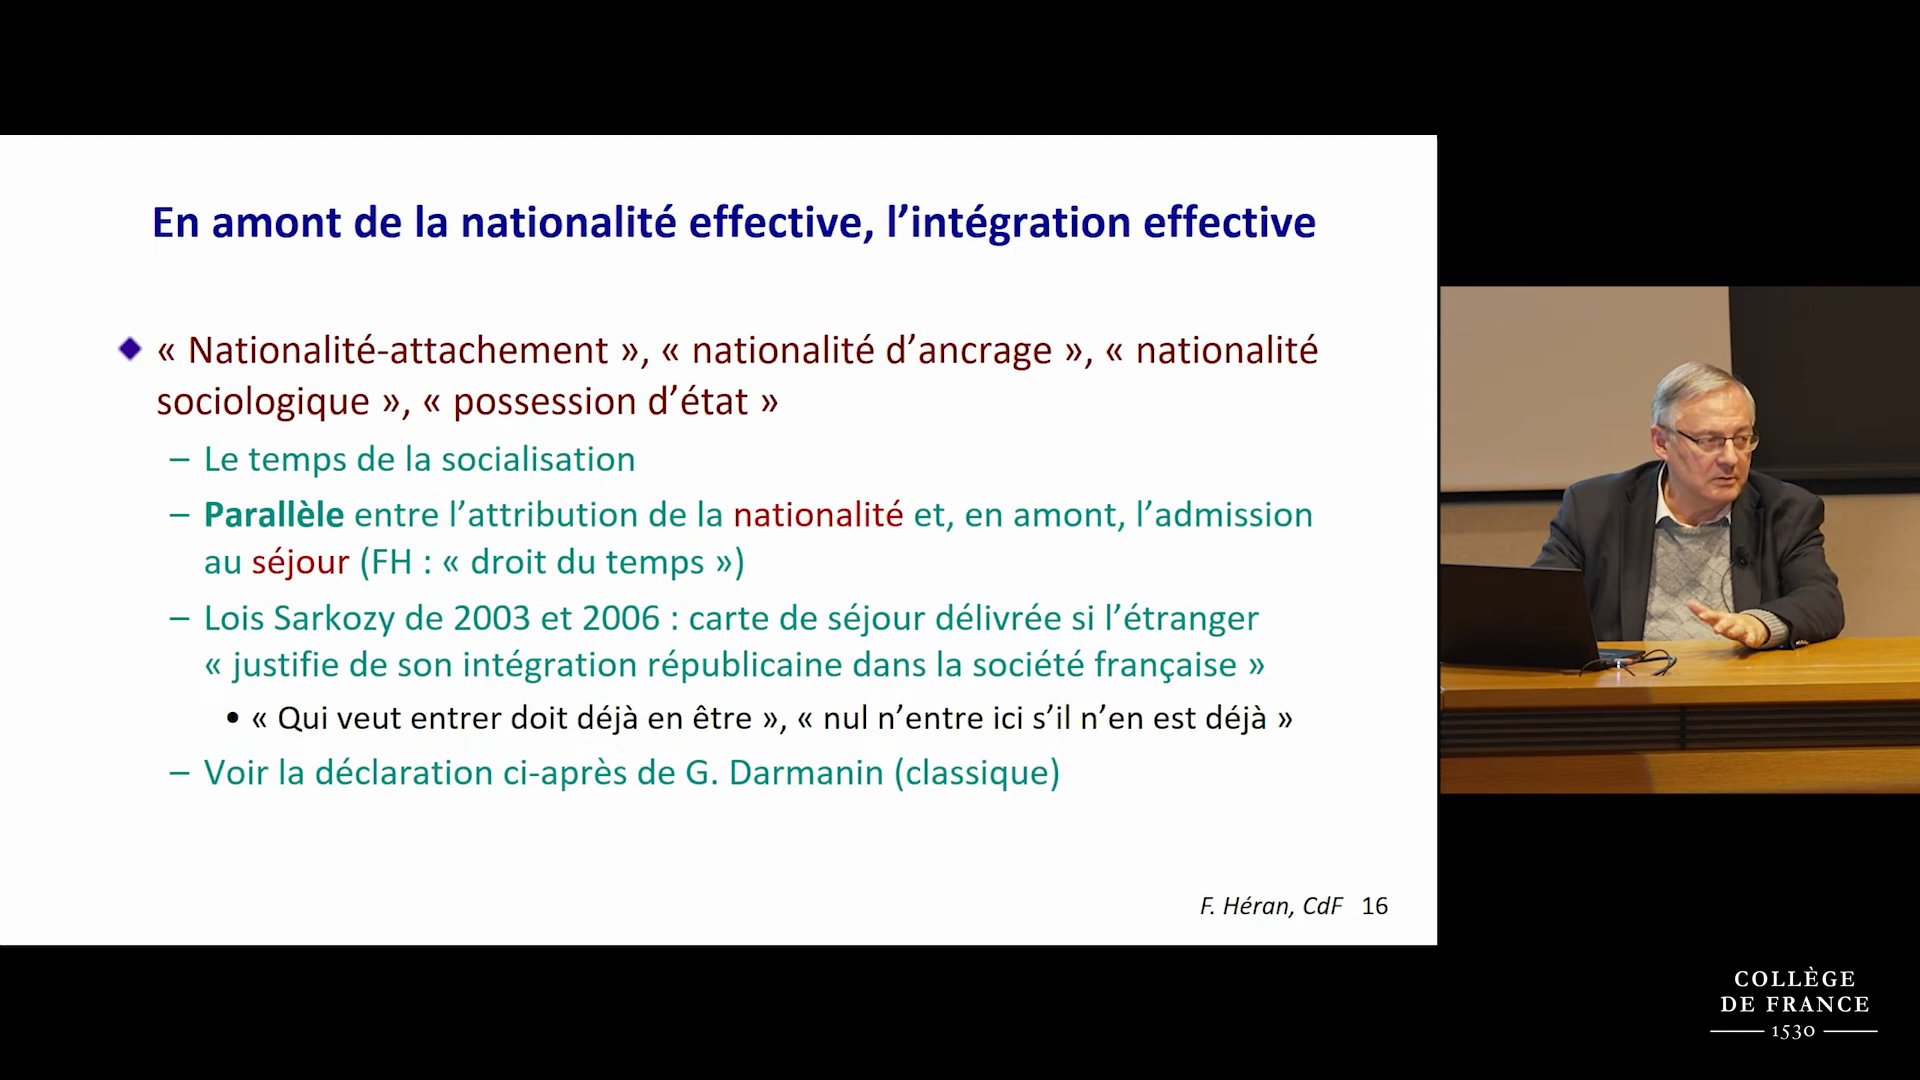 En amont de la nationalité effective, l’intégration effective
« Nationalité-attachement », « nationalité d’ancrage », « nationalité
sociologique », « possession d’état »
– Le temps de la socialisation
– Parallèle entre l’attribution de la nationalité et, en amont, l’admission
au séjour (FH : « droit du temps »)
– Lois Sarkozy de 2003 et 2006 : carte de séjour délivrée si l’étranger
« justifie de son intégration républicaine dans la société française »
• « Qui veut entrer doit déjà en être », « nul n’entre ici s’il n’en est déjà »
– Voir la déclaration ci-après de G. Darmanin (classique)
F. Héran, CdF 16
COLLÈGE
DE FRANCE
1530